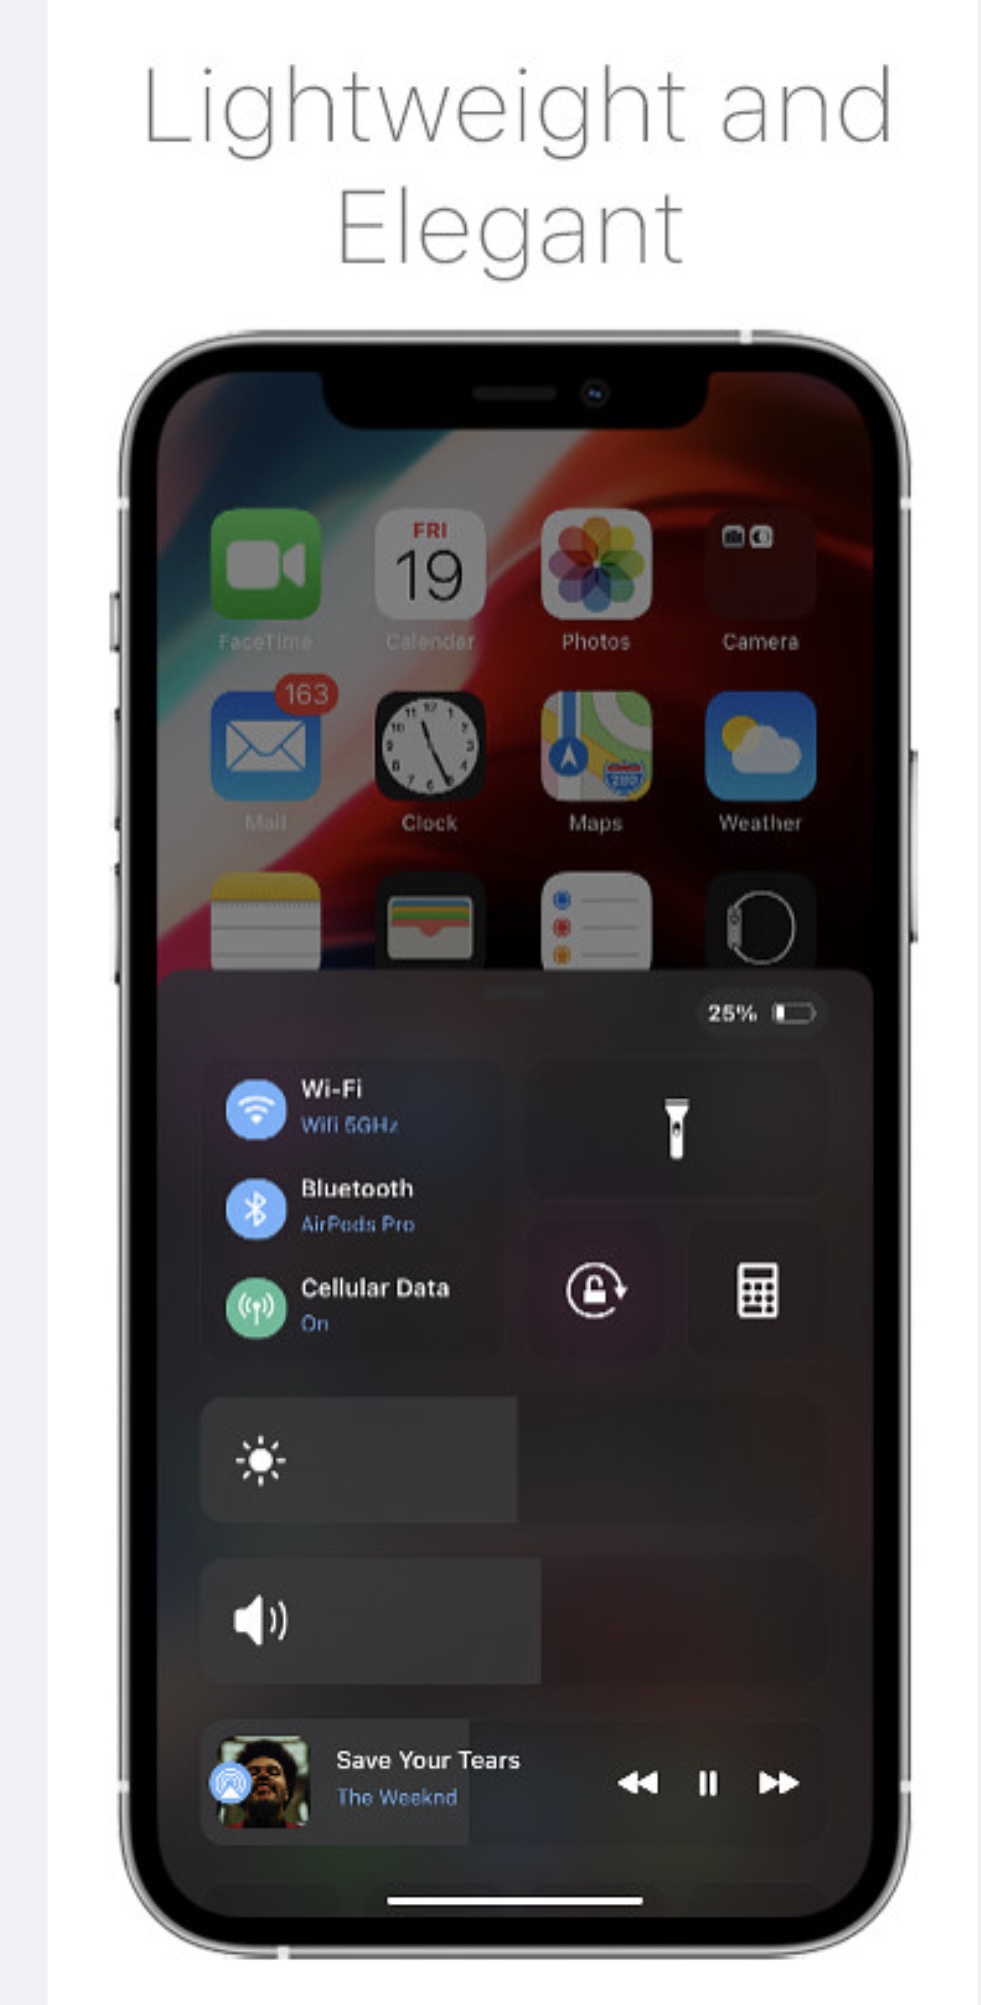 Lightweight and
Elegant
FRI
19
FaceTime
Calendar
Photos
Camera
163
Mail
Clock
Maps
Weather
280
25%
Wi-Fi
Wifi 5GHz
Bluetooth
AirPods Pro
Cellular Data
On
Save Your Tears
The Weeknd